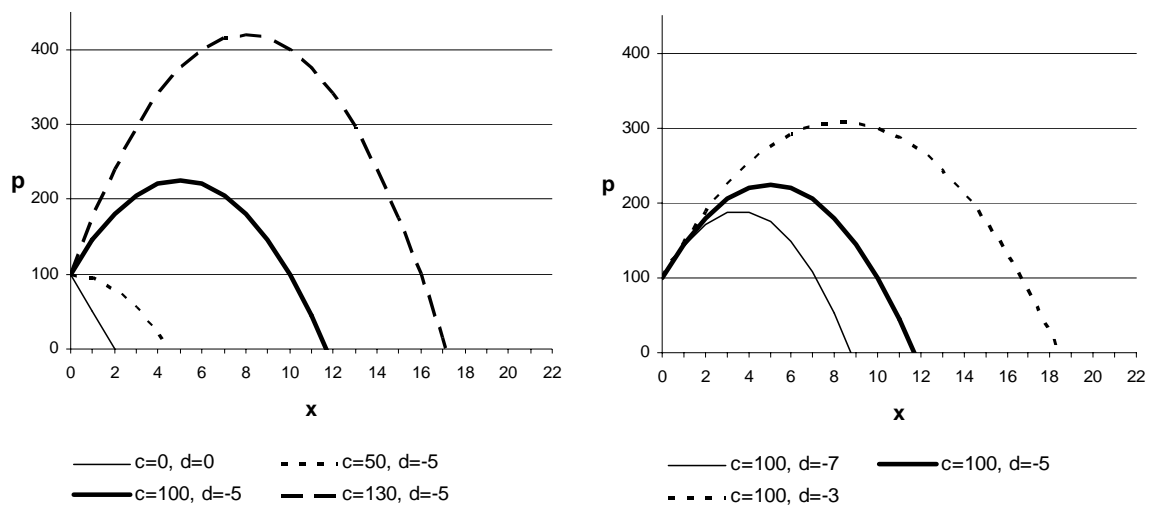 400
300
200
100
0
p
0 2 4 6 8 10 12 14 16 18 20 22
x
c=0, d=0 c=50, d=-5
c=100, d=-5 c=130, d=-5
400
300
200
100
0
p
0 2 4 6 8 10 12 14 16 18 20 22
x
c=100, d=-7 c=100, d=-5
c=100, d=-3